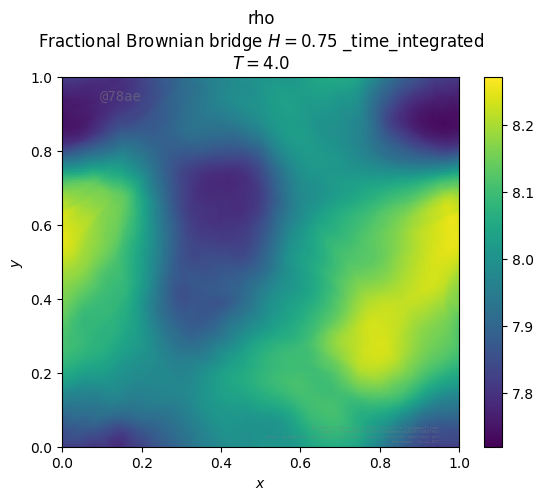 rho
Fractional Brownian bridge H = 0.75 _time_integrated
T = 4.0
@78ae
1.0
0.8
0.6
0.4
0.2
0.0
y
0.0 0.2 0.4 0.6 0.8 1.0
x
8.2
8.1
8.0
7.9
7.8